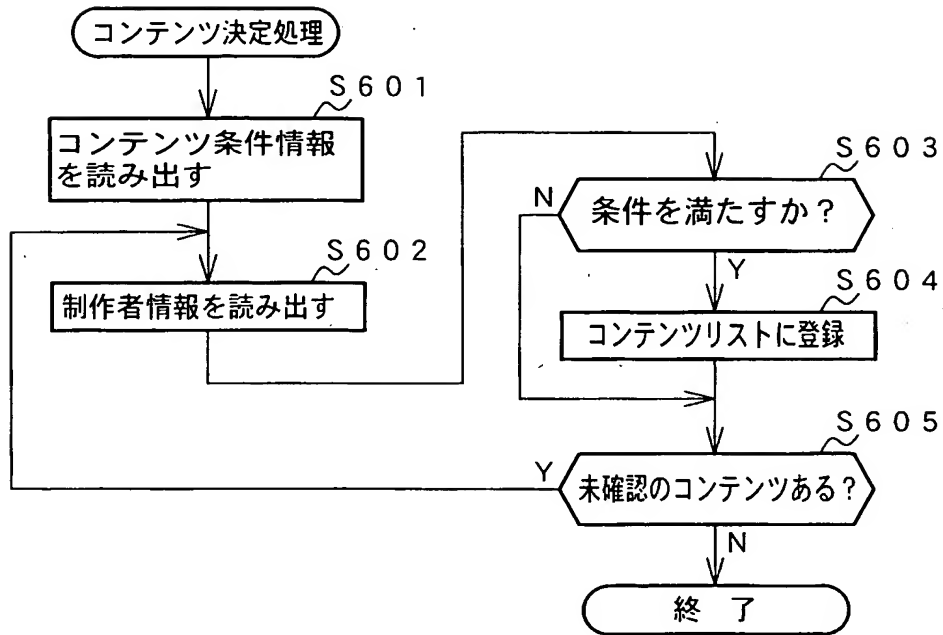 コンテンツ決定処理
S601
コンテンツ条件情報
を読み出す
S602
制作者情報を読み出す
S603
条件を満たすか？
N
Y
S604
コンテンツリストに登録
S605
未確認のコンテンツある？
Y
N
終了